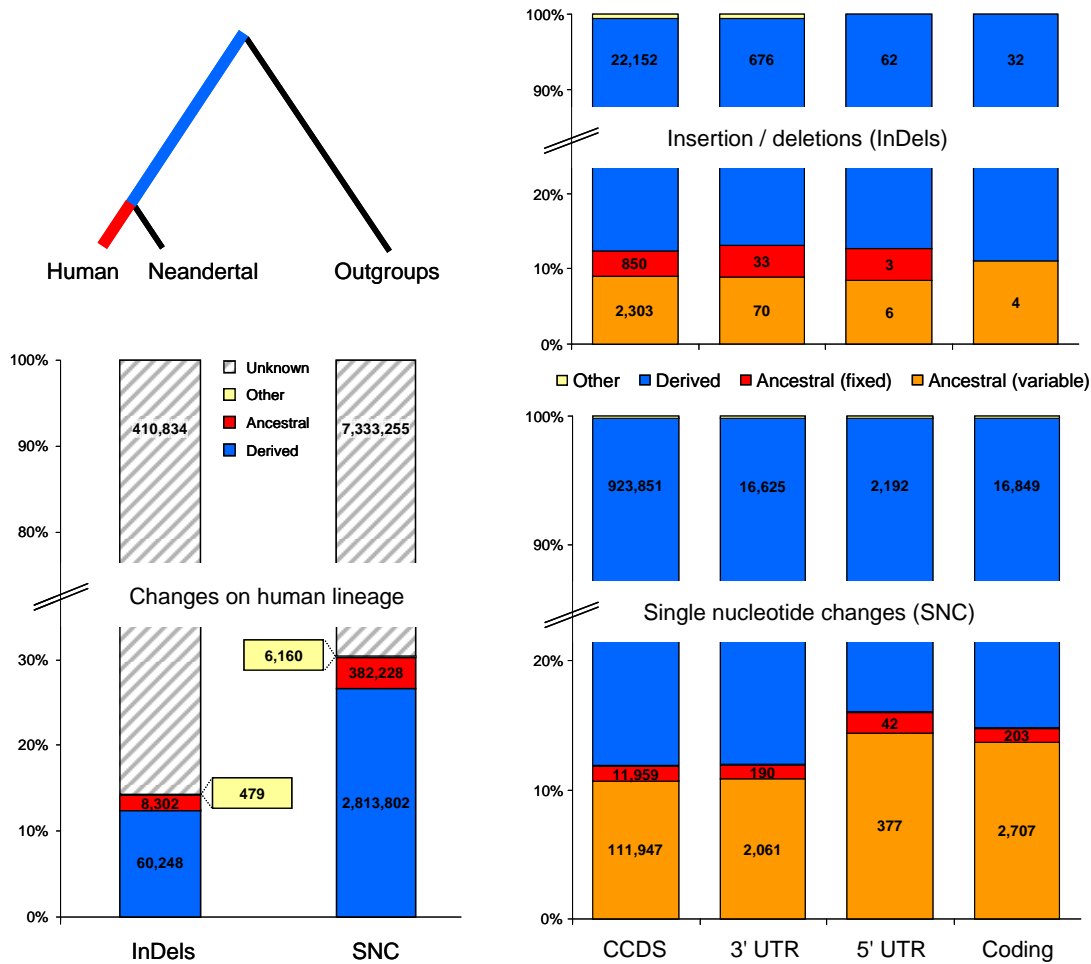 Human Neandertal Outgroups
100%
90%
80%
30%
20%
10%
0%
Unknown
Other
Ancestral
Derived
410,834 7,333,255
Changes on human lineage
6,160
382,228
479
8,302
2,813,802
60,248
InDels SNC
100%
90%
20%
10%
0%
22,152 676 62 32
Insertion / deletions (InDels)
850 33 3
2,303 70 6 4
Other Derived Ancestral (fixed) Ancestral (variable)
100%
90%
20%
10%
0%
923,851 16,625 2,192 16,849
Single nucleotide changes (SNC)
11,959 190 42 203
111,947 2,061 377 2,707
CCDS 3' UTR 5' UTR Coding